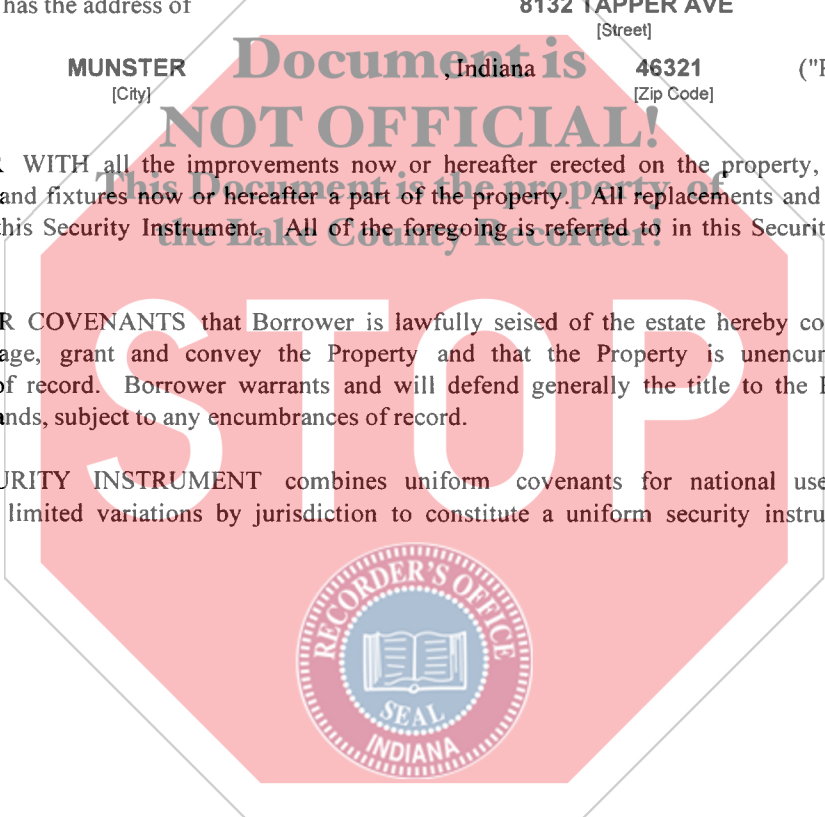 has the address of 8132 TAPPER AVE
[Street]
MUNSTER , Indiana 46321 ("
[City] [Zip Code]
Document is
NOT OFFICIAL!
This Document is the property of
the Lake County Recorder!
R WITH all the improvements now or hereafter erected on the property,
and fixtures now or hereafter a part of the property. All replacements and
this Security Instrument. All of the foregoing is referred to in this Securit
R COVENANTS that Borrower is lawfully seised of the estate hereby co
age, grant and convey the Property and that the Property is unencum
of record. Borrower warrants and will defend generally the title to the
ands, subject to any encumbrances of record.
URITY INSTRUMENT combines uniform covenants for national use
limited variations by jurisdiction to constitute a uniform security instru
STOP
RECORDER'S OFFICE
SEAL
INDIANA